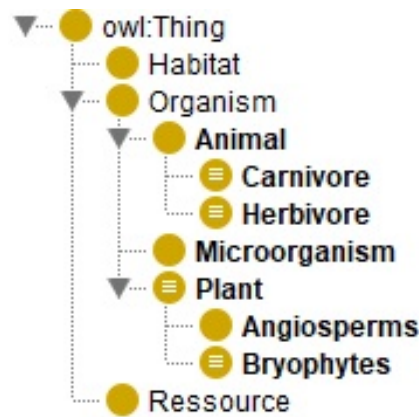 owl:Thing
Habitat
Organism
Animal
Carnivore
Herbivore
Microorganism
Plant
Angiosperms
Bryophytes
Ressource